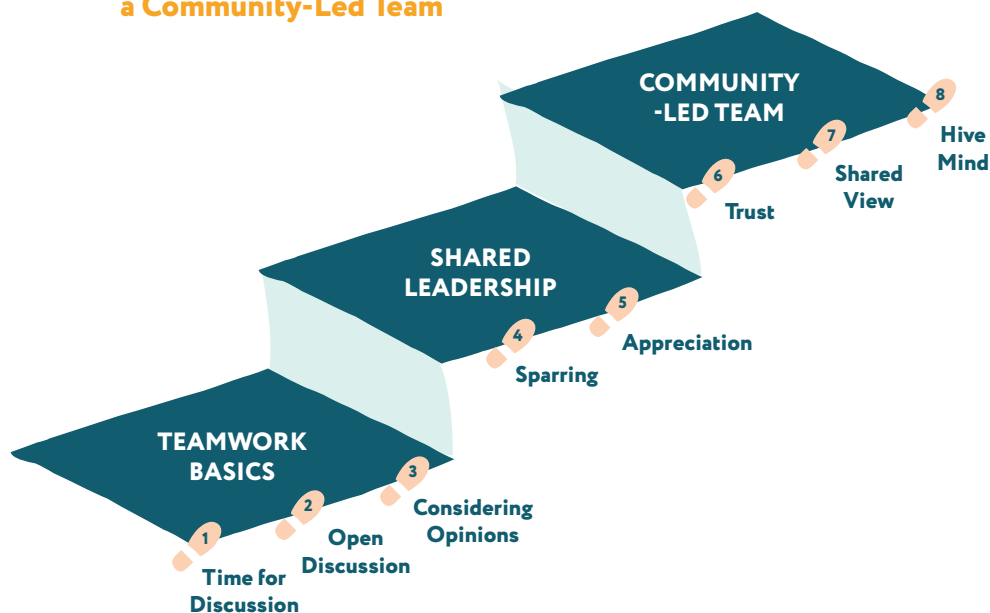 a Community-Led Team
COMMUNITY
-LED TEAM
8
Hive
Mind
7
Shared
View
6
Trust
SHARED
LEADERSHIP
5
Appreciation
4
Sparring
TEAMWORK
BASICS
3
Considering
Opinions
2
Open
Discussion
1
Time for
Discussion